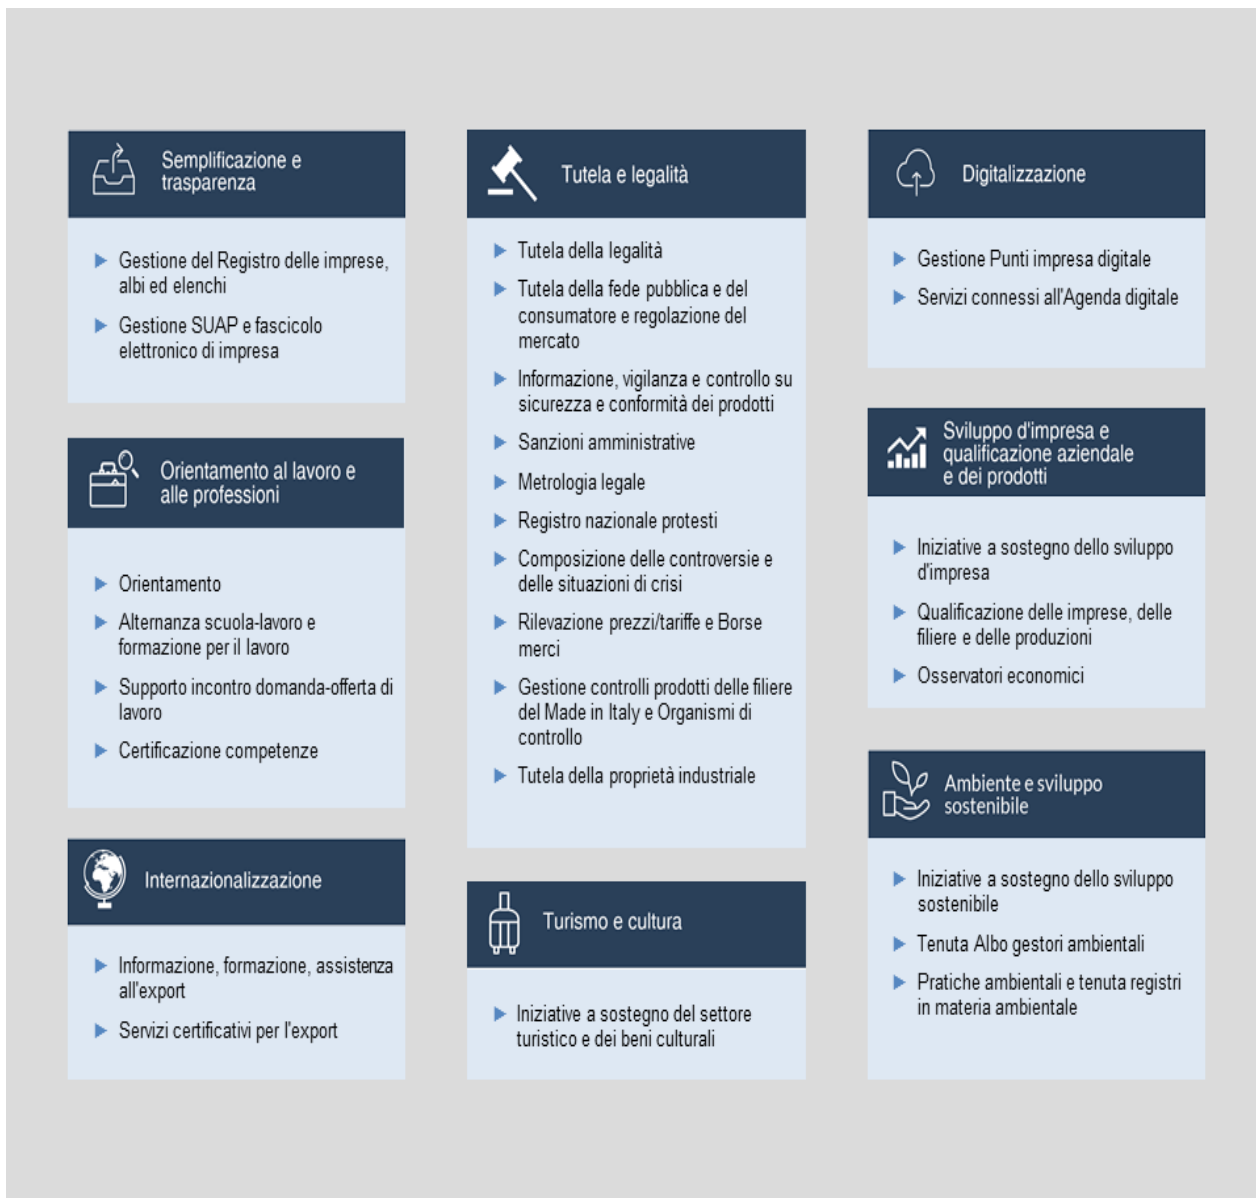 Semplificazione e
trasparenza
Gestione del Registro delle imprese,
albi ed elenchi
Gestione SUAP e fascicolo
elettronico di impresa
Orientamento al lavoro e
alle professioni
Orientamento
Alternanza scuola-lavoro e
formazione per il lavoro
Supporto incontro domanda-offerta di
lavoro
Certificazione competenze
Internazionalizzazione
Informazione, formazione, assistenza
all'export
Servizi certificativi per l'export
Tutela e legalità
Tutela della legalità
Tutela della fede pubblica e del
consumatore e regolazione del
mercato
Informazione, vigilanza e controllo su
sicurezza e conformità dei prodotti
Sanzioni amministrative
Metrologia legale
Registro nazionale protesti
Composizione delle controversie e
delle situazioni di crisi
Rilevazione prezzi/tariffe e Borse
merci
Gestione controlli prodotti delle filiere
del Made in Italy e Organismi di
controllo
Tutela della proprietà industriale
Turismo e cultura
Iniziative a sostegno del settore
turistico e dei beni culturali
Digitalizzazione
Gestione Punti impresa digitale
Servizi connessi all'Agenda digitale
Sviluppo d'impresa e
qualificazione aziendale
e dei prodotti
Iniziative a sostegno dello sviluppo
d'impresa
Qualificazione delle imprese, delle
filiere e delle produzioni
Osservatori economici
Ambiente e sviluppo
sostenibile
Iniziative a sostegno dello sviluppo
sostenibile
Tenuta Albo gestori ambientali
Pratiche ambientali e tenuta registri
in materia ambientale